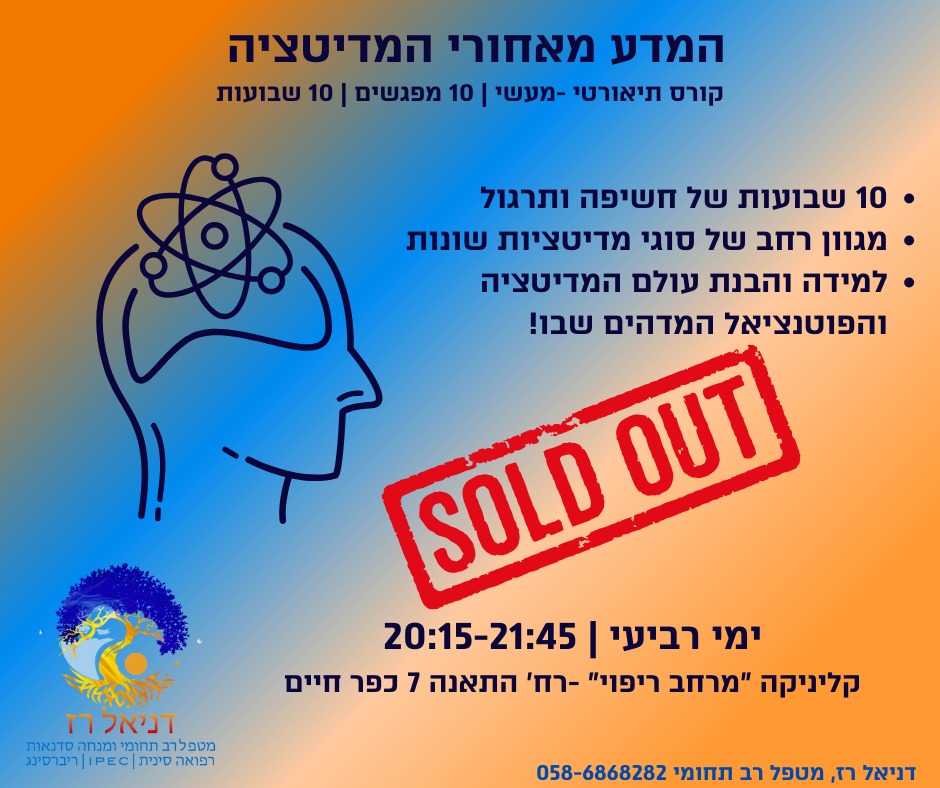 המדע מאחורי המדיטציה
קורס תיאורטי -מעשי | 10 מפגשים | 10 שבועות
• 10 שבועות של חשיפה ותרגול
• מגוון רחב של סוגי מדיטציות שונות
• למידה והבנת עולם המדיטציה
והפוטנציאל המדהים שבו!
SOLD OUT
ימי רביעי | 20:15-21:45
קליניקה "מרחב ריפוי" -רח' התאנה 7 כפר חיים
דניאל רז
מטפל רב תחומי ומנחה סדנאות
רפואה סינית | IPEC | ריברסינג
דניאל רז, מטפל רב תחומי 058-6868282